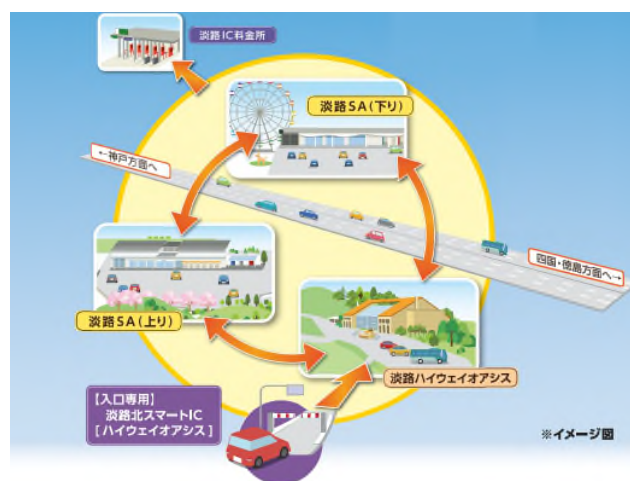 淡路IC料金所
淡路SA(下り)
←神戸方面へ
四国・徳島方面へ→
淡路SA(上り)
淡路ハイウェイオアシス
【入口専用】
淡路北スマートIC
[ハイウェイオアシス]
※イメージ図